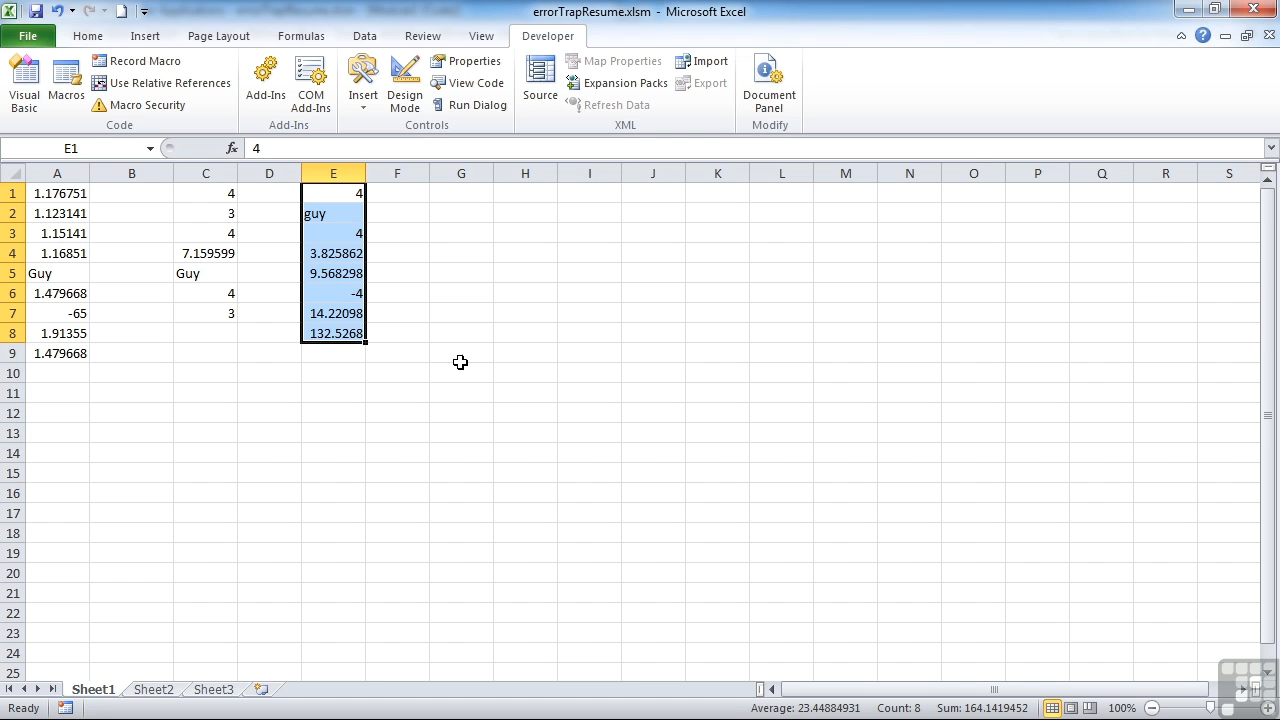 errorTrapResume.xlsm - Microsoft Excel
File Home Insert Page Layout Formulas Data Review View Developer
Visual Basic
Macros
Record Macro
Use Relative References
Macro Security
Code
Add-Ins
COM Add-Ins
Add-Ins
Insert
Design Mode
Properties
View Code
Run Dialog
Controls
Source
Map Properties
Expansion Packs
Refresh Data
Import
Export
XML
Document Panel
Modify
E1 fx 4
A B C D E F G H I J K L M N O P Q R S
1 1.176751 4 4
2 1.123141 3 guy
3 1.15141 4 4
4 1.16851 7.159599 3.825862
5 Guy Guy 9.568298
6 1.479668 4 -4
7 -65 3 14.22098
8 1.91355 132.5268
9 1.479668
10
11
12
13
14
15
16
17
18
19
20
21
22
23
24
25
Sheet1 Sheet2 Sheet3
Ready Average: 23.44884931 Count: 8 Sum: 164.1419452 100%